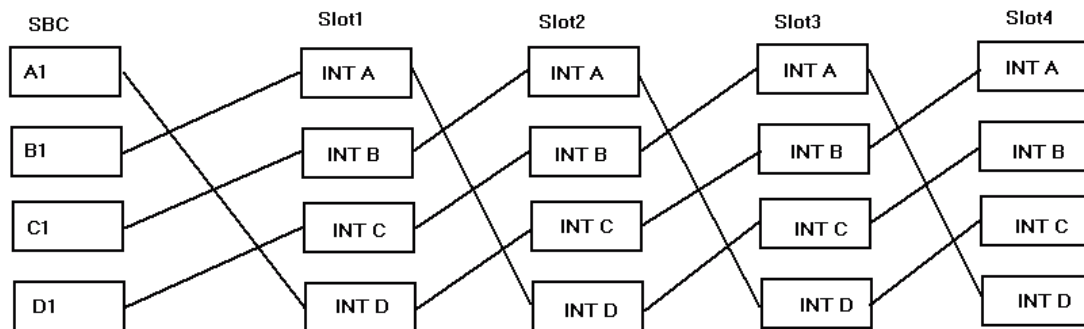 SBC Slot1 Slot2 Slot3 Slot4
A1 INT A INT A INT A INT A
B1 INT B INT B INT B INT B
C1 INT C INT C INT C INT C
D1 INT D INT D INT D INT D